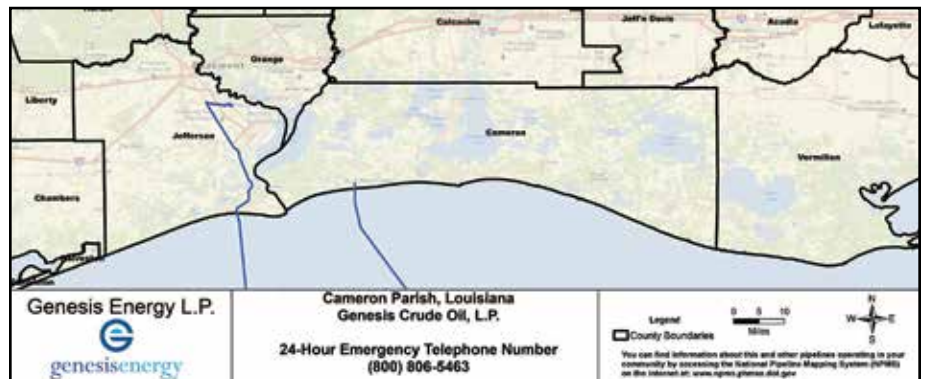 Calcasieu
Jeff'n Davis
Acadia
Lafayette
Orange
Liberty
Jefferson
Cameron
Vermilion
Chambers
Genesis Energy L.P.
genesisenergy
Cameron Parish, Louisiana
Genesis Crude Oil, L.P.
24-Hour Emergency Telephone Number
(800) 806-5463
Legend
County Boundaries
0 5 10
Miles
N
W E
S
You can find information about this and other pipelines operating in your
community by accessing the National Pipeline Mapping System (NPMS)
on the internet at: www.npms.phmsa.dot.gov